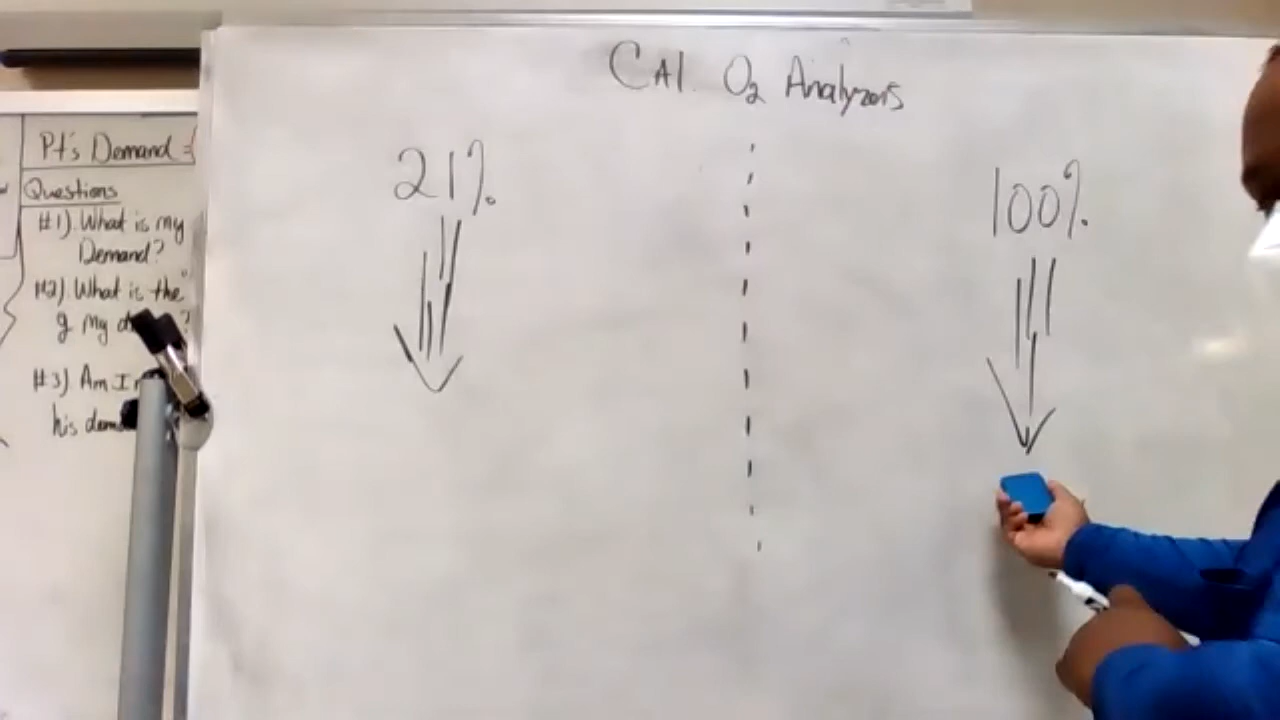 Cal. O2 Analyzers
21%.
100%.
Pt's Demand =
Questions
#1). What is my
Demand?
#2). What is the
my
#3). Am I
his